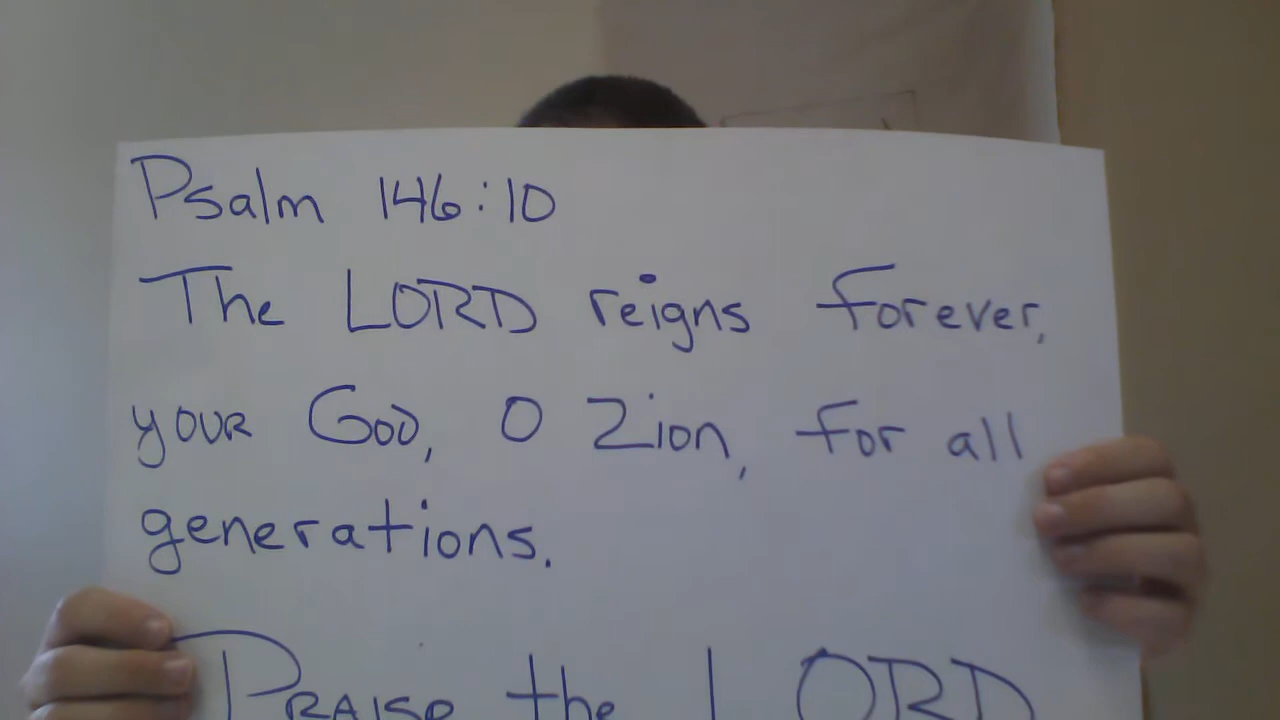 Psalm 146:10
The LORD reigns forever,
your God, O Zion, for all
generations.
Praise the LORD